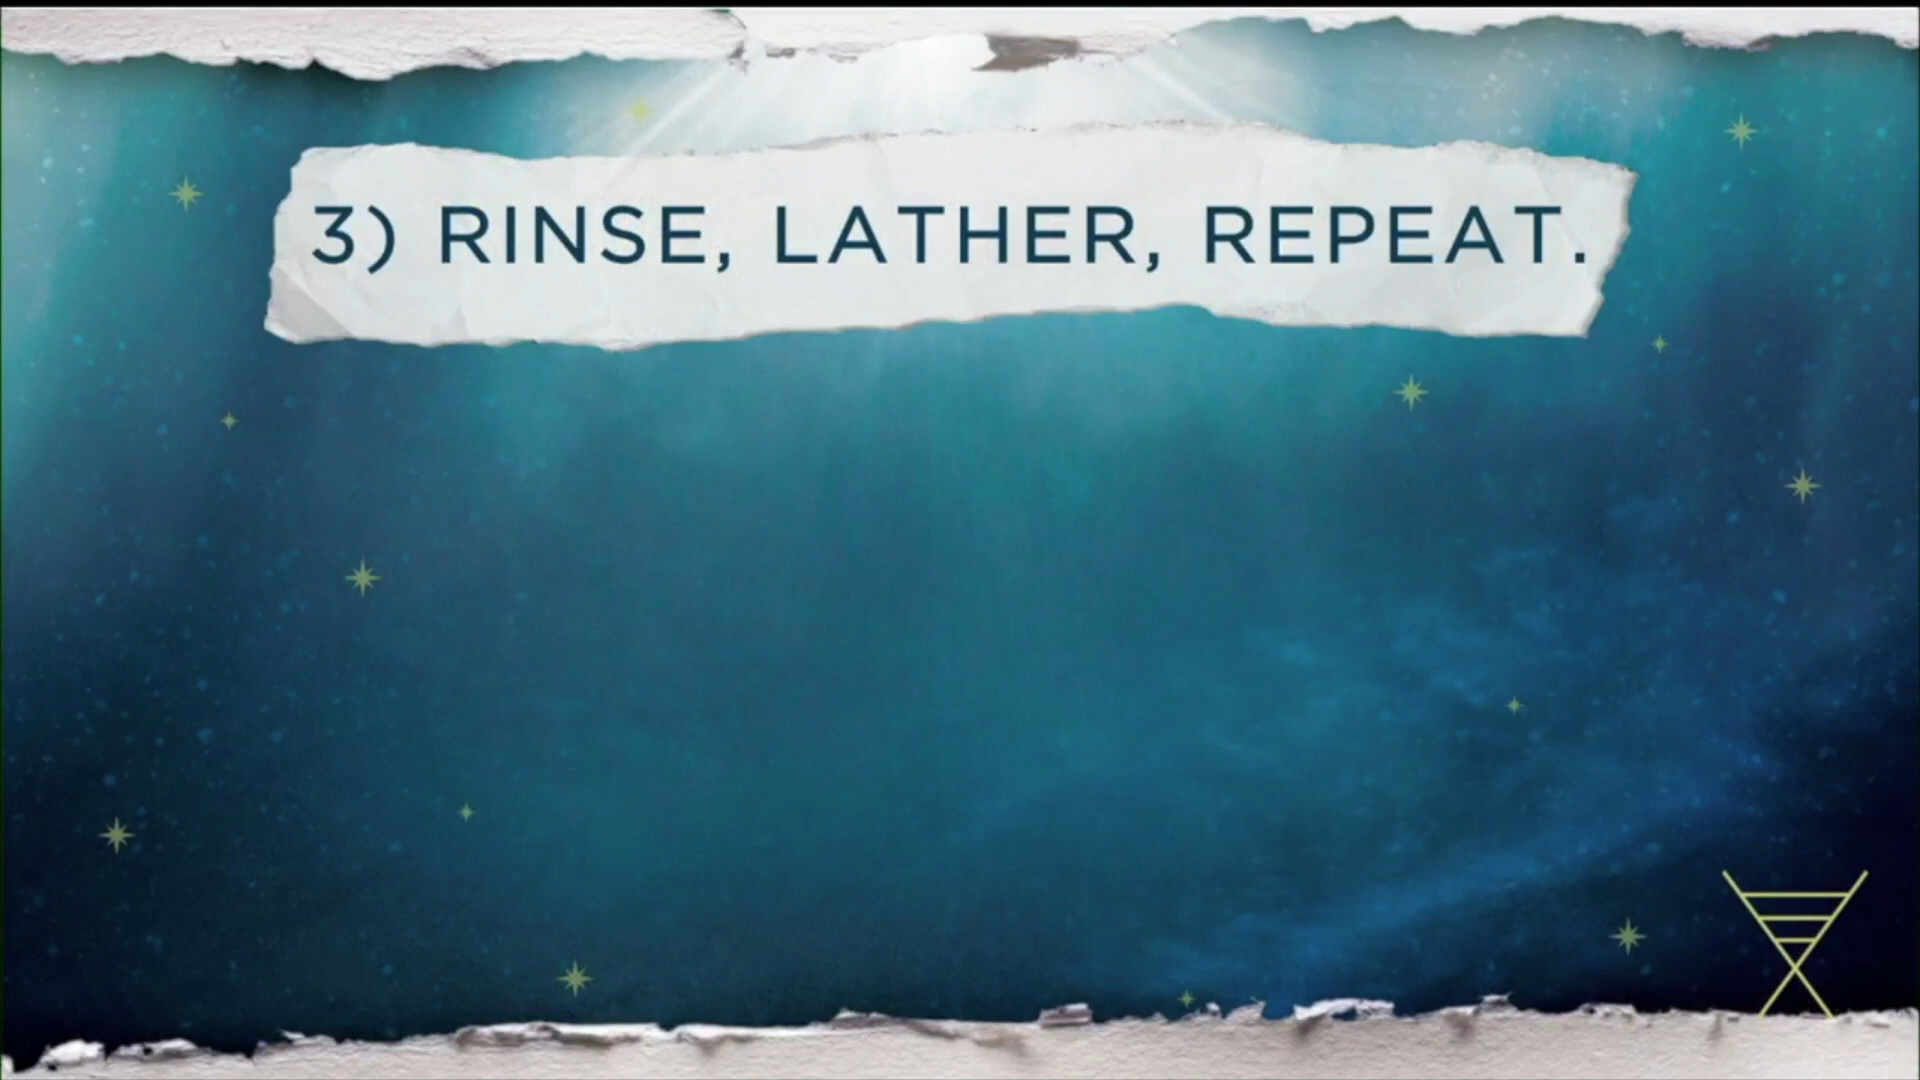 3) RINSE, LATHER, REPEAT.